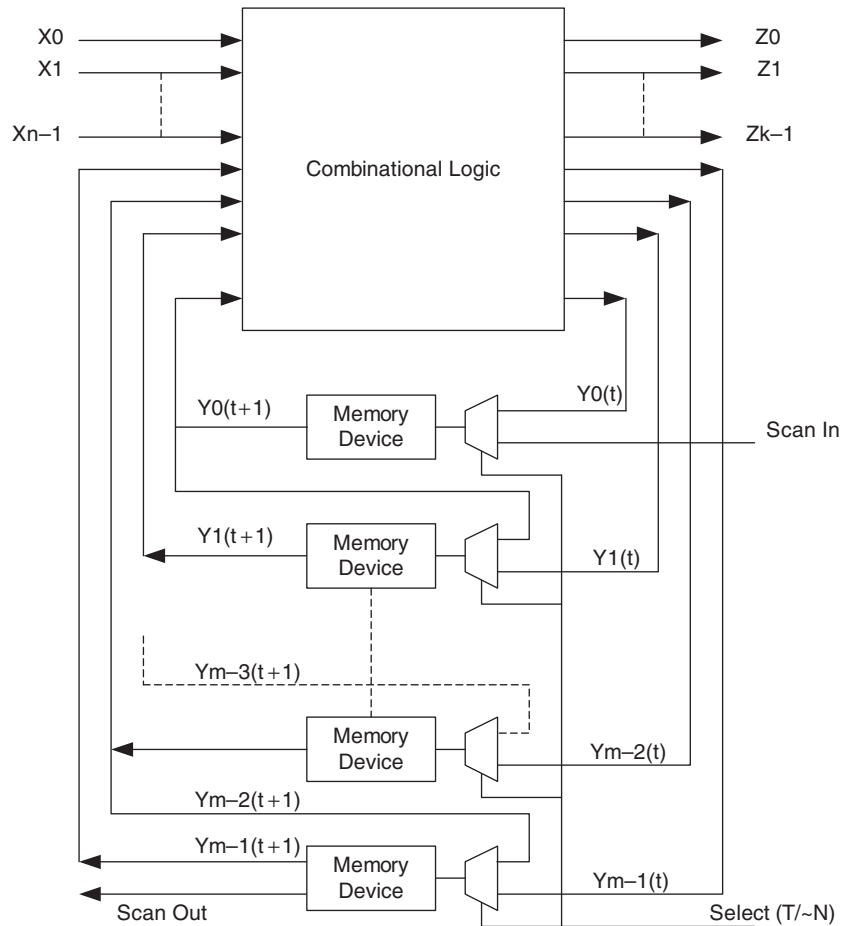 X0
Z0
X1
Z1
Xn–1
Zk–1
Combinational Logic
Y0(t)
Y0(t+1)
Memory
Device
Scan In
Y1(t+1)
Memory
Device
Y1(t)
Ym–3(t+1)
Memory
Device
Ym–2(t)
Ym–2(t+1)
Ym–1(t+1)
Memory
Device
Ym–1(t)
Scan Out
Select (T/~N)